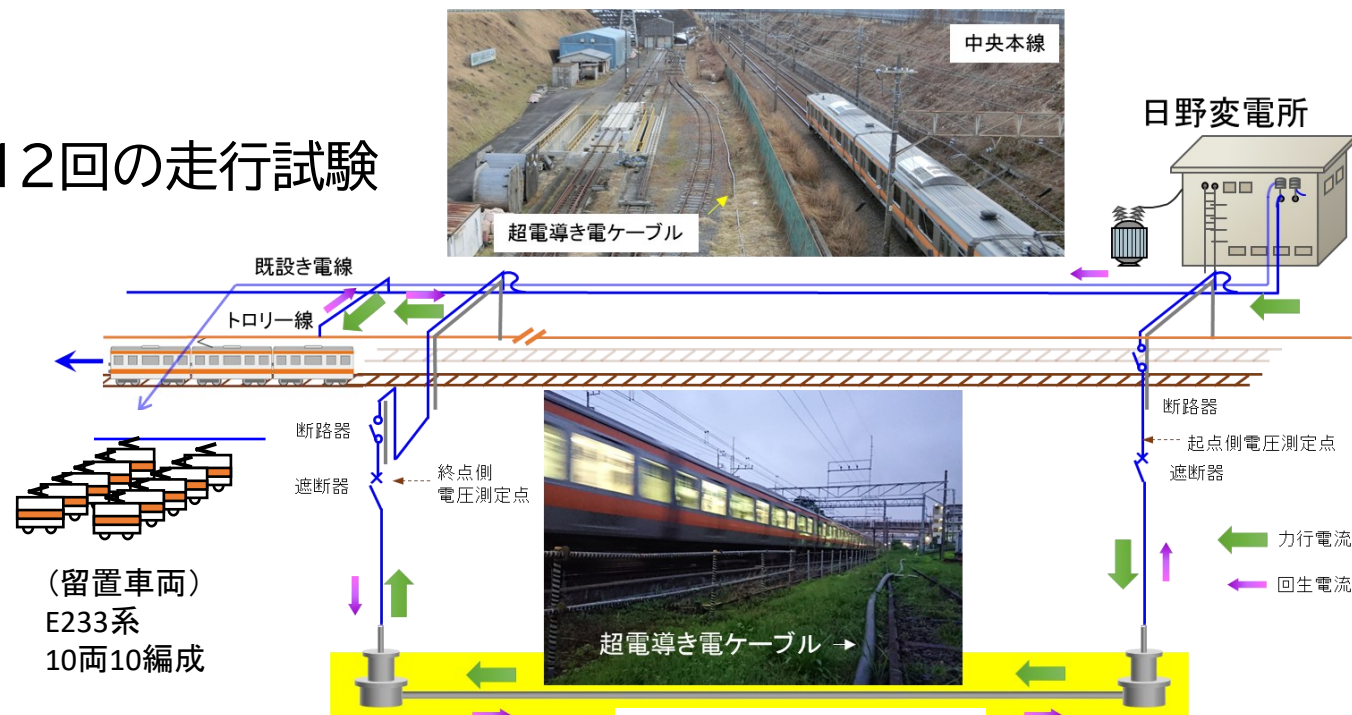 12回の走行試験
中央本線
超電導き電ケーブル
日野変電所
既設き電線
トロリー線
断路器
遮断器
終点側
電圧測定点
断路器
起点側電圧測定点
遮断器
力行電流
回生電流
(留置車両)
E233系
10両10編成
超電導き電ケーブル →